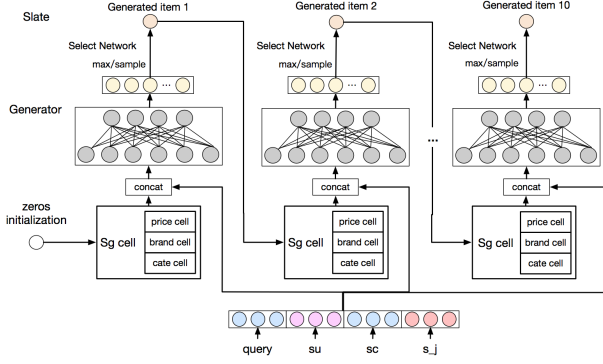 Slate
Generated item 1
Generated item 2
Generated item 10
Select Network
Select Network
Select Network
max/sample
max/sample
max/sample
...
...
...
Generator
...
concat
concat
concat
zeros
initialization
Sg cell
price cell
brand cell
cate cell
Sg cell
price cell
brand cell
cate cell
Sg cell
price cell
brand cell
cate cell
query
su
sc
s_j